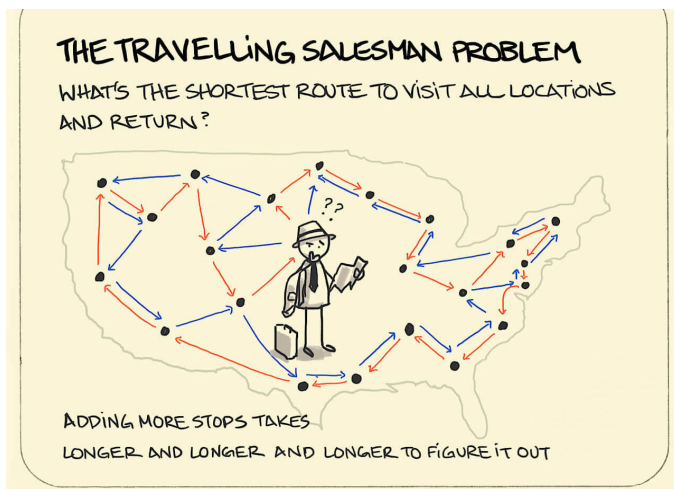 THE TRAVELLING SALESMAN PROBLEM
WHAT'S THE SHORTEST ROUTE TO VISIT ALL LOCATIONS
AND RETURN?
??
ADDING MORE STOPS TAKES
LONGER AND LONGER AND LONGER TO FIGURE IT OUT